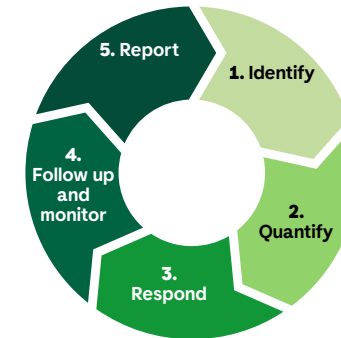 1. Identify
2.
Quantify
3.
Respond
4.
Follow up
and
monitor
5. Report